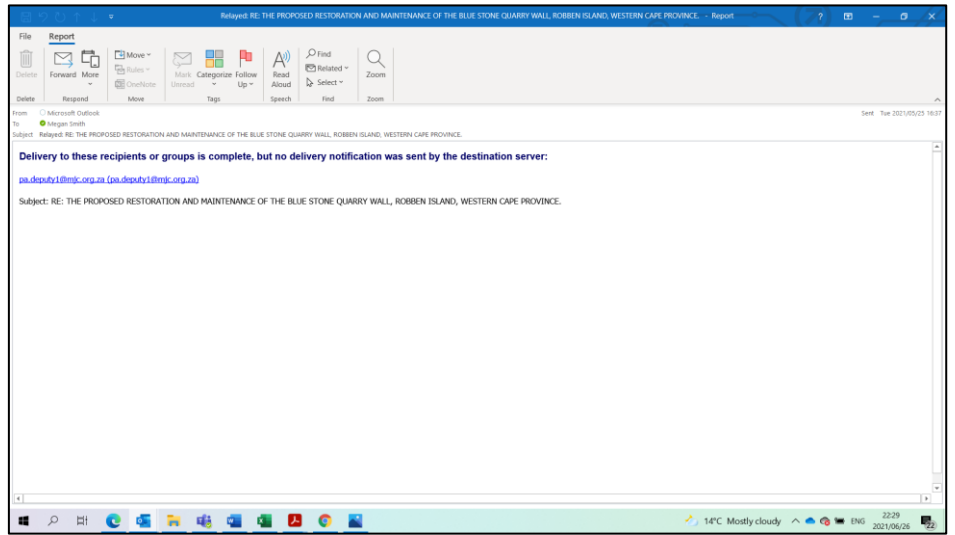 Relayed: RE: THE PROPOSED RESTORATION AND MAINTENANCE OF THE BLUE STONE QUARRY WALL, ROBBEN ISLAND, WESTERN CAPE PROVINCE. - Report
?
File Report
Delete
Forward More
Move
Rules
OneNote
Mark Unread
Categorize
Follow Up
Read Aloud
Find
Related
Select
Zoom
Delete Respond Move Tags Speech Find Zoom
From Microsoft Outlook Sent Tue 2021/05/25 16:37
To Megan Smith
Subject Relayed: RE: THE PROPOSED RESTORATION AND MAINTENANCE OF THE BLUE STONE QUARRY WALL, ROBBEN ISLAND, WESTERN CAPE PROVINCE.
Delivery to these recipients or groups is complete, but no delivery notification was sent by the destination server:
pa.deputy1@mjc.org.za (pa.deputy1@mjc.org.za)
Subject: RE: THE PROPOSED RESTORATION AND MAINTENANCE OF THE BLUE STONE QUARRY WALL, ROBBEN ISLAND, WESTERN CAPE PROVINCE.
14°C Mostly cloudy ENG 22:29
2021/06/26
22